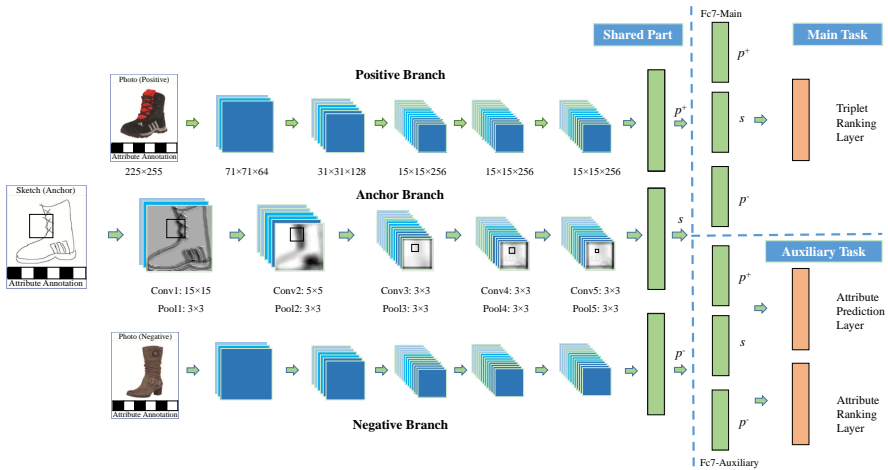 Fc7-Main
Shared Part
Main Task
p⁺
Photo (Positive)
Positive Branch
p⁺
s
Triplet
Ranking
Layer
Attribute Annotation
225×255
71×71×64
31×31×128
15×15×256
15×15×256
15×15×256
p⁻
Sketch (Anchor)
Anchor Branch
s
Auxiliary Task
Attribute Annotation
p⁺
Conv1: 15×15
Conv2: 5×5
Conv3: 3×3
Conv4: 3×3
Conv5: 3×3
Pool1: 3×3
Pool2: 3×3
Pool3: 3×3
Pool4: 3×3
Pool5: 3×3
Attribute
Prediction
Layer
Photo (Negative)
p⁻
s
Attribute Annotation
Negative Branch
p⁻
Attribute
Ranking
Layer
Fc7-Auxiliary